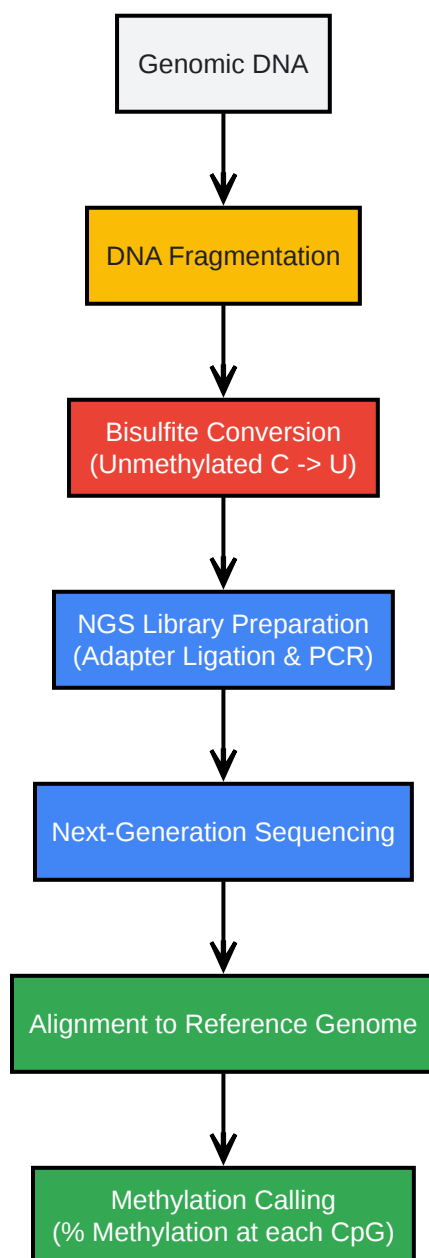 Genomic DNA
DNA Fragmentation
Bisulfite Conversion
(Unmethylated C -> U)
NGS Library Preparation
(Adapter Ligation & PCR)
Next-Generation Sequencing
Alignment to Reference Genome
Methylation Calling
(% Methylation at each CpG)